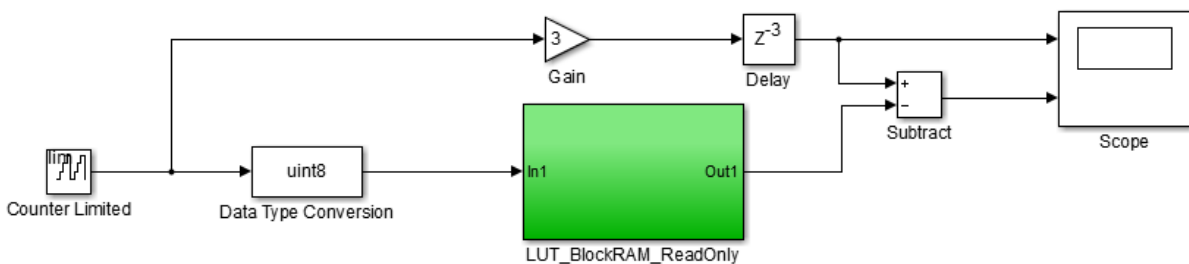 3
Z-3
Gain
Delay
+
−
Subtract
Scope
lim
Counter Limited
uint8
Data Type Conversion
In1
Out1
LUT_BlockRAM_ReadOnly